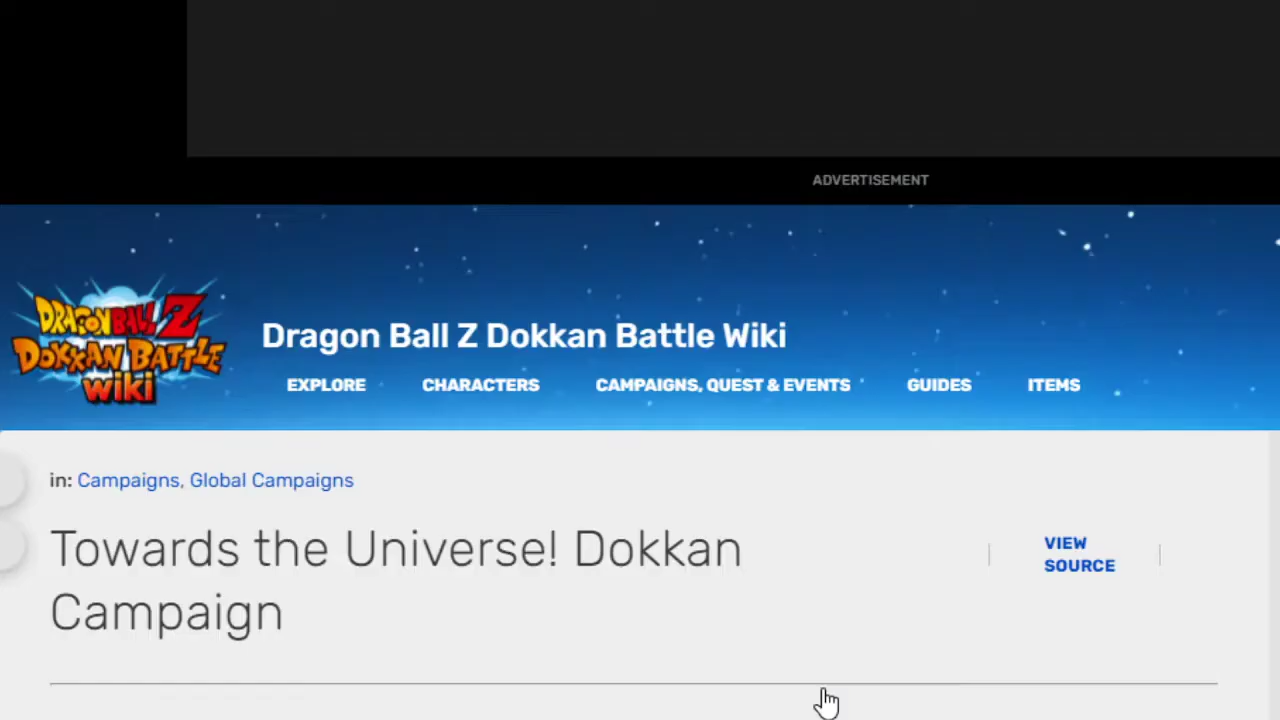 ADVERTISEMENT
DRAGON BALL Z
DOKKAN BATTLE
wiki
Dragon Ball Z Dokkan Battle Wiki
EXPLORE CHARACTERS CAMPAIGNS, QUEST & EVENTS GUIDES ITEMS
in: Campaigns, Global Campaigns
Towards the Universe! Dokkan
Campaign
VIEW
SOURCE